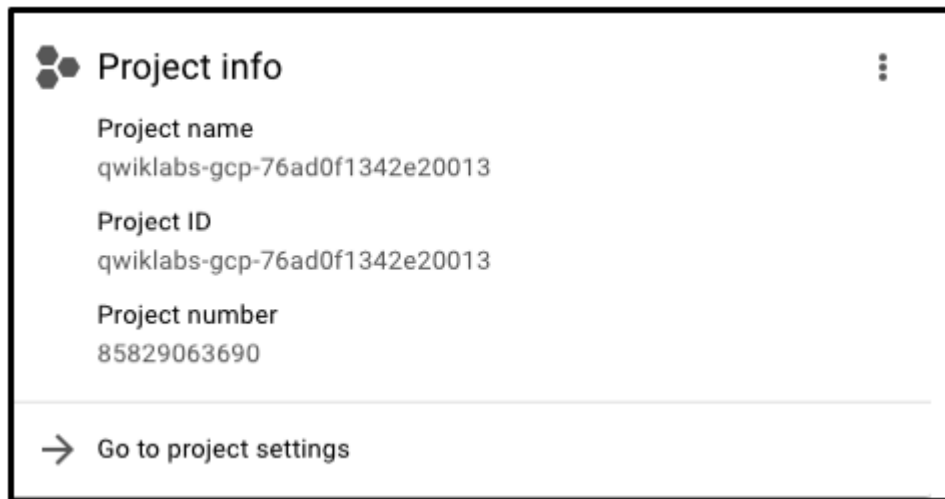 Project info
Project name
qwiklabs-gcp-76ad0f1342e20013
Project ID
qwiklabs-gcp-76ad0f1342e20013
Project number
85829063690
Go to project settings